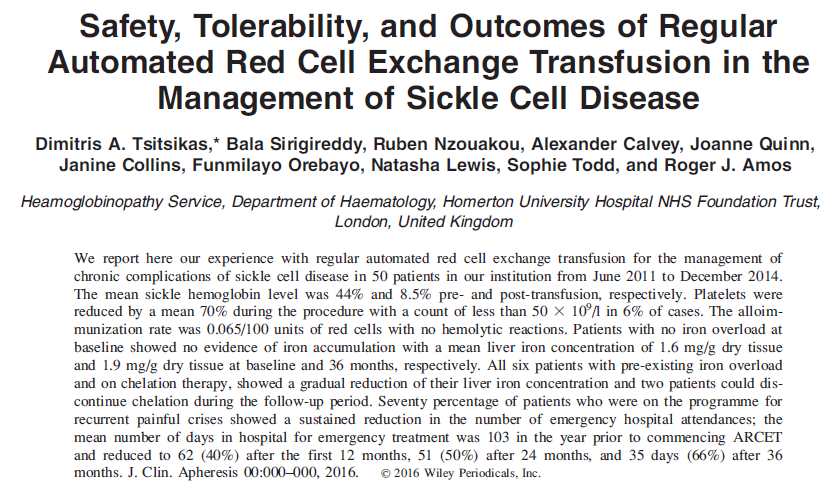 Safety, Tolerability, and Outcomes of Regular
Automated Red Cell Exchange Transfusion in the
Management of Sickle Cell Disease
Dimitris A. Tsitsikas,* Bala Sirigireddy, Ruben Nzouakou, Alexander Calvey, Joanne Quinn,
Janine Collins, Funmilayo Orebayo, Natasha Lewis, Sophie Todd, and Roger J. Amos
Heamoglobinopathy Service, Department of Haematology, Homerton University Hospital NHS Foundation Trust,
London, United Kingdom
We report here our experience with regular automated red cell exchange transfusion for the management of
chronic complications of sickle cell disease in 50 patients in our institution from June 2011 to December 2014.
The mean sickle hemoglobin level was 44% and 8.5% pre- and post-transfusion, respectively. Platelets were
reduced by a mean 70% during the procedure with a count of less than 50 × 10⁹/l in 6% of cases. The alloim-
munization rate was 0.065/100 units of red cells with no hemolytic reactions. Patients with no iron overload at
baseline showed no evidence of iron accumulation with a mean liver iron concentration of 1.6 mg/g dry tissue
and 1.9 mg/g dry tissue at baseline and 36 months, respectively. All six patients with pre-existing iron overload
and on chelation therapy, showed a gradual reduction of their liver iron concentration and two patients could dis-
continue chelation during the follow-up period. Seventy percentage of patients who were on the programme for
recurrent painful crises showed a sustained reduction in the number of emergency hospital attendances; the
mean number of days in hospital for emergency treatment was 103 in the year prior to commencing ARCET
and reduced to 62 (40%) after the first 12 months, 51 (50%) after 24 months, and 35 days (66%) after 36
months. J. Clin. Apheresis 00:000–000, 2016. © 2016 Wiley Periodicals, Inc.